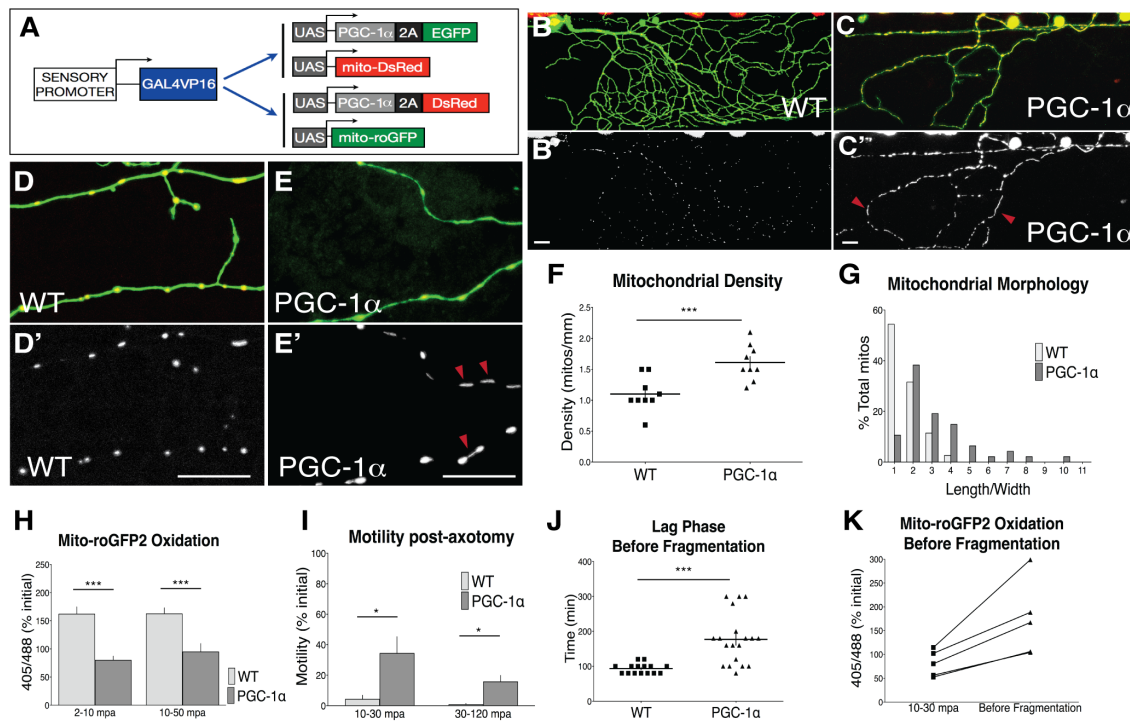 A
SENSORY PROMOTER
GAL4VP16
UAS PGC-1α 2A EGFP
UAS mito-DsRed
UAS PGC-1α 2A DsRed
UAS mito-roGFP
B
WT
C
PGC-1α
B'
C'
PGC-1α
D
WT
E
PGC-1α
D'
WT
E'
PGC-1α
F
Mitochondrial Density
Density (mitos/mm)
2.5
2.0
1.5
1.0
0.5
0.0
***
WT PGC-1α
G
Mitochondrial Morphology
% Total mitos
60
40
20
0
WT
PGC-1α
1 2 3 4 5 6 7 8 9 10 11
Length/Width
H
Mito-roGFP2 Oxidation
405/488 (% initial)
250
200
150
100
50
0
*** ***
WT
PGC-1α
2-10 mpa 10-50 mpa
I
Motility post-axotomy
Motility (% initial)
100
80
60
40
20
0
* *
WT
PGC-1α
10-30 mpa 30-120 mpa
J
Lag Phase
Before Fragmentation
Time (min)
400
300
200
100
0
***
WT PGC-1α
K
Mito-roGFP2 Oxidation
Before Fragmentation
405/488 (% initial)
300
250
200
150
100
50
0
10-30 mpa Before Fragmentation